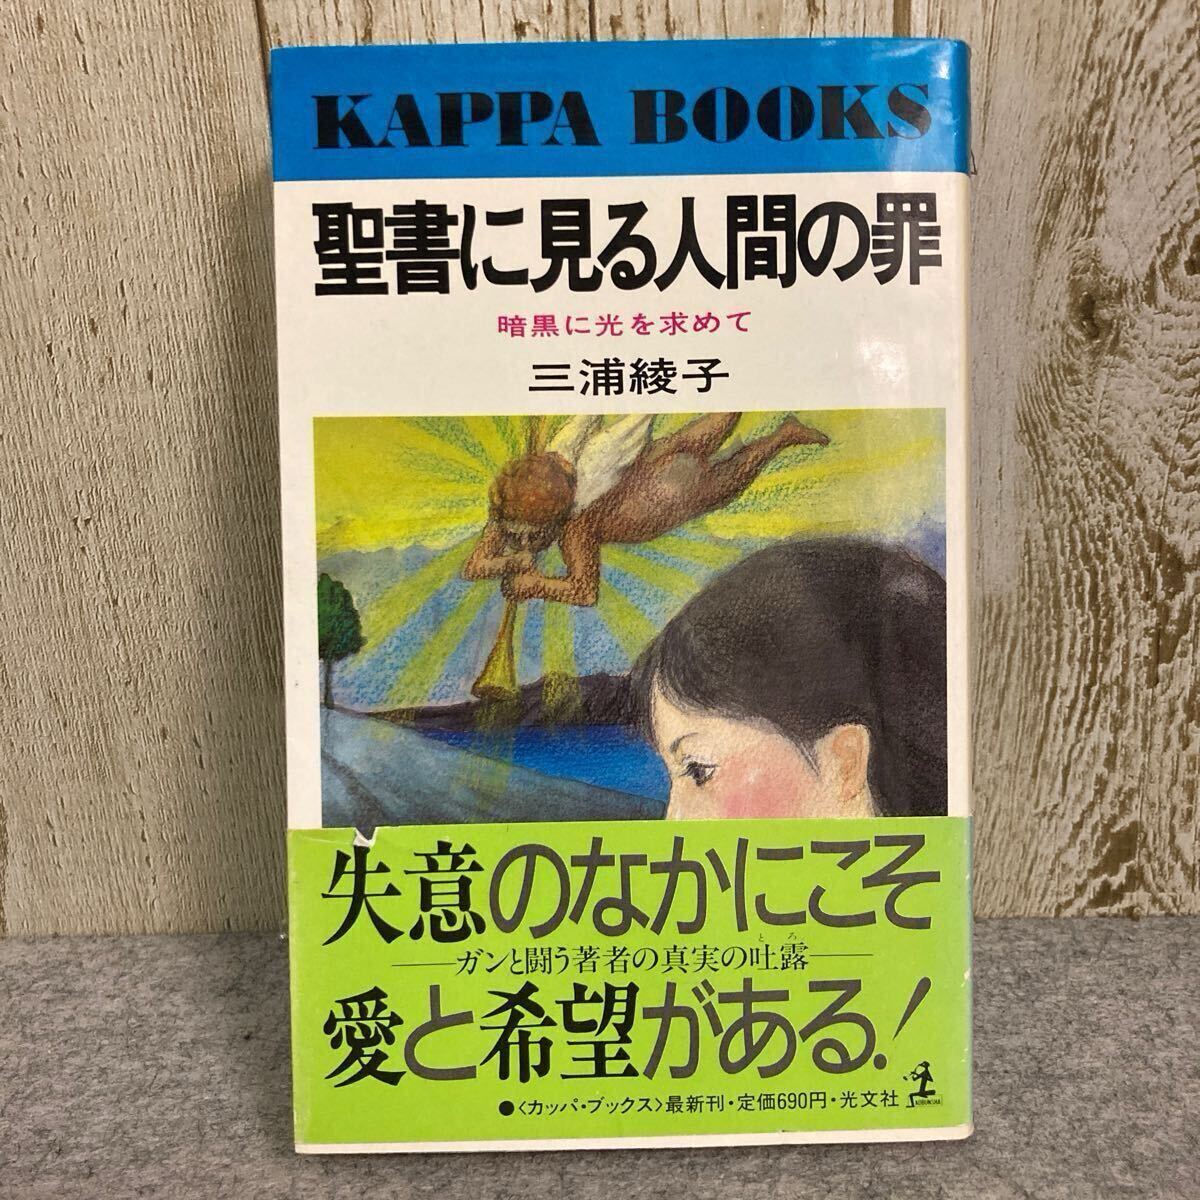 KAPPA BOOKS
聖書に見る人間の罪
暗黒に光を求めて
三浦綾子
失意のなかにこそ
とろ
──ガンと闘う著者の真実の吐露──
愛と希望がある!
●〈カッパ・ブックス〉最新刊・定価690円・光文社
KOBUNSHA